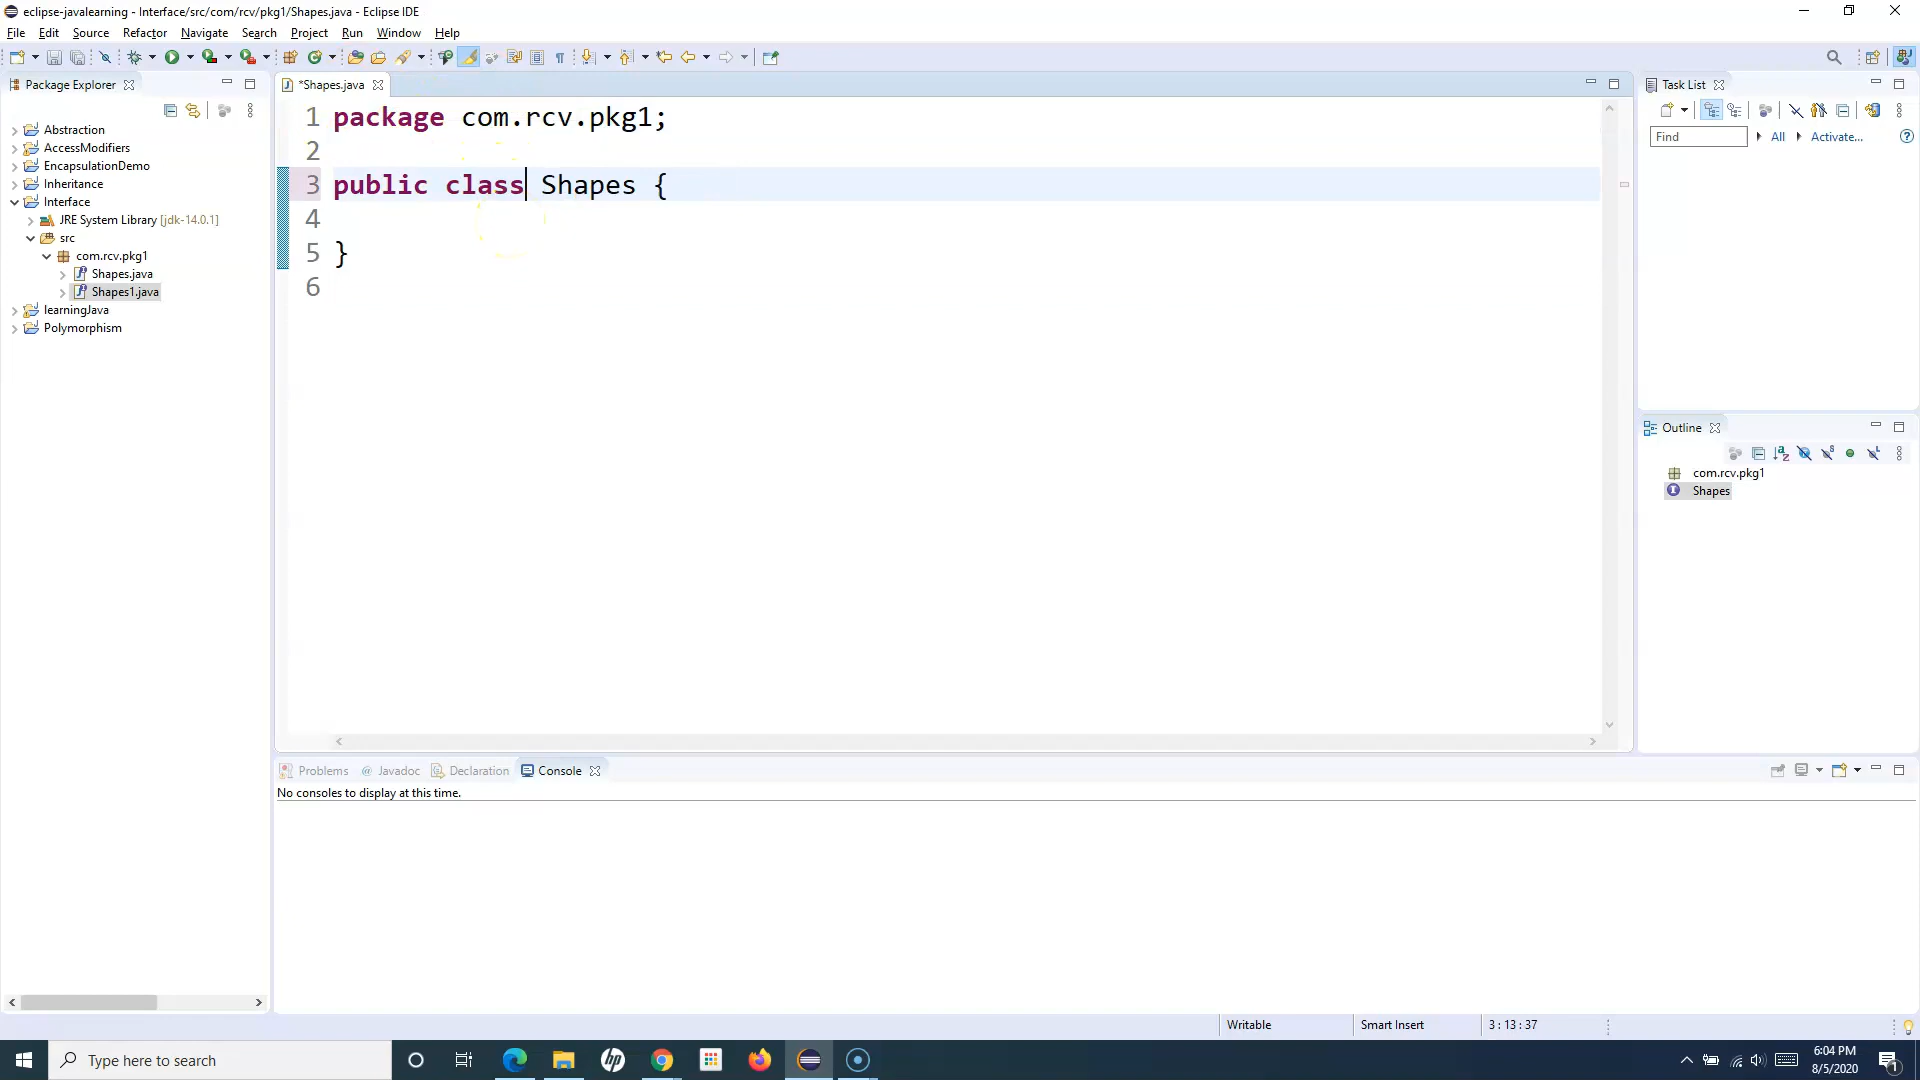 eclipse-javalearning - Interface/src/com/rcv/pkg1/Shapes.java - Eclipse IDE
File Edit Source Refactor Navigate Search Project Run Window Help
Package Explorer
Abstraction
AccessModifiers
EncapsulationDemo
Inheritance
Interface
JRE System Library [jdk-14.0.1]
src
com.rcv.pkg1
Shapes.java
Shapes1.java
learningJava
Polymorphism
*Shapes.java
1 package com.rcv.pkg1;
2
3 public class Shapes {
4
5 }
6
Task List
Find All Activate...
Outline
com.rcv.pkg1
Shapes
Problems @ Javadoc Declaration Console
No consoles to display at this time.
Writable Smart Insert 3 : 13 : 37
Type here to search
hp
6:04 PM
8/5/2020
1